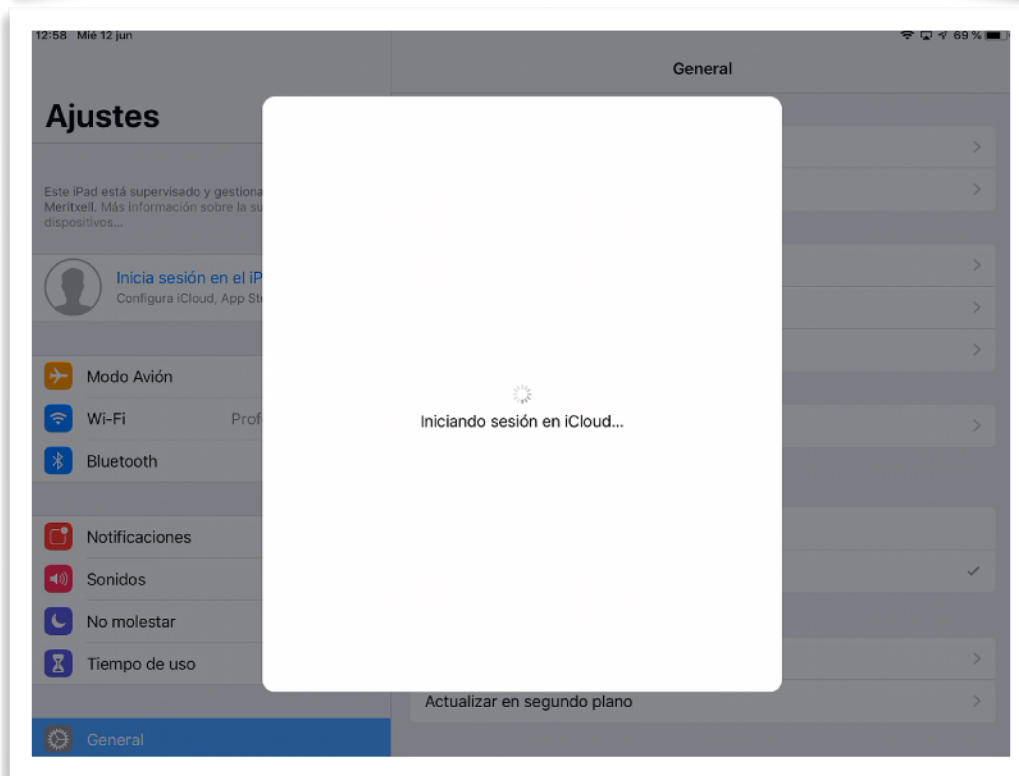 12:58 Mié 12 jun
69 %
General
Ajustes
Este iPad está supervisado y gestiona
Meritxell. Más información sobre la su
dispositivos...
Inicia sesión en el iP
Configura iCloud, App St
Modo Avión
Wi-Fi Prof
Bluetooth
Iniciando sesión en iCloud...
Notificaciones
Sonidos
No molestar
Tiempo de uso
General
Actualizar en segundo plano